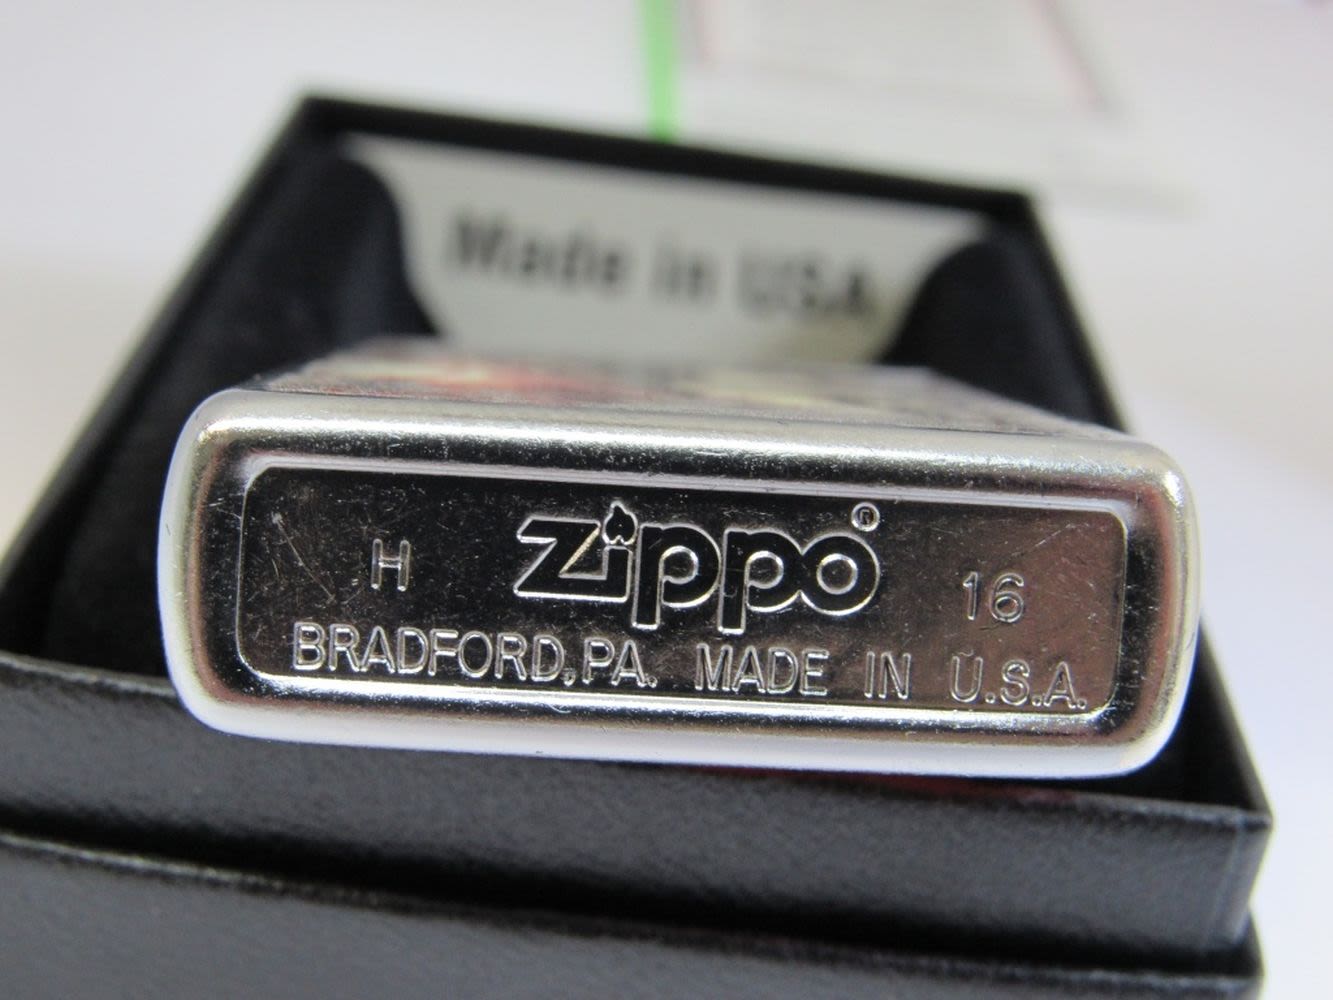 Made in USA
H zippo® 16
BRADFORD,PA. MADE IN U.S.A.